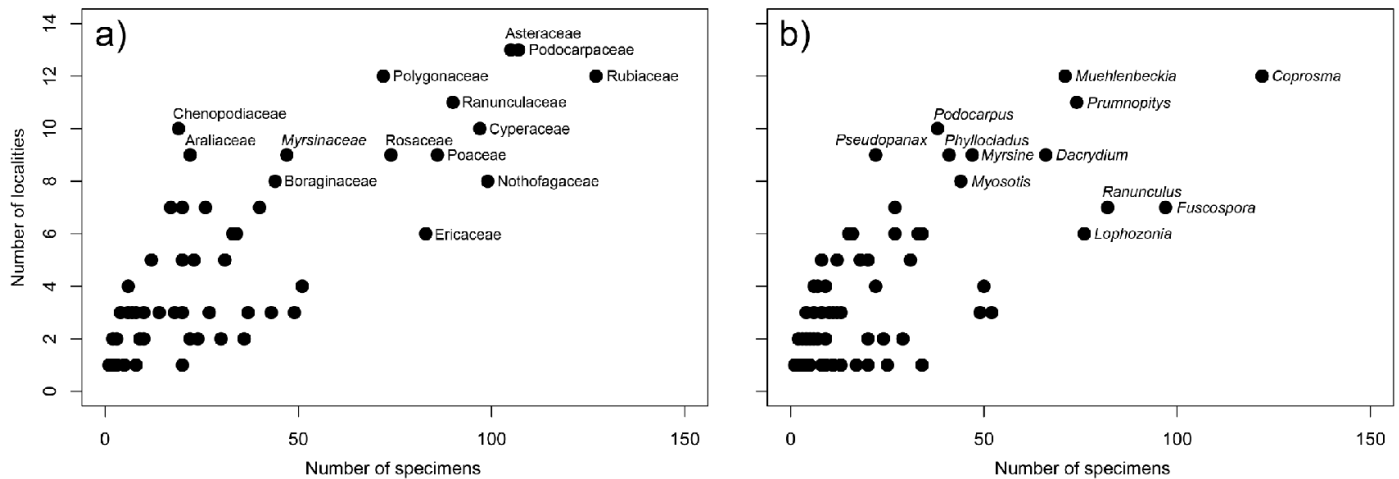 a)
Number of localities
14
12
10
8
6
4
2
0
Asteraceae
Podocarpaceae
Polygonaceae
Rubiaceae
Ranunculaceae
Chenopodiaceae
Cyperaceae
Araliaceae
Myrsinaceae
Rosaceae
Poaceae
Boraginaceae
Nothofagaceae
Ericaceae
0
50
100
150
Number of specimens
b)
Muehlenbeckia
Coprosma
Prumnopitys
Podocarpus
Pseudopanax
Phyllocladus
Myrsine
Dacrydium
Myosotis
Ranunculus
Fuscospora
Lophozonia
0
50
100
150
Number of specimens